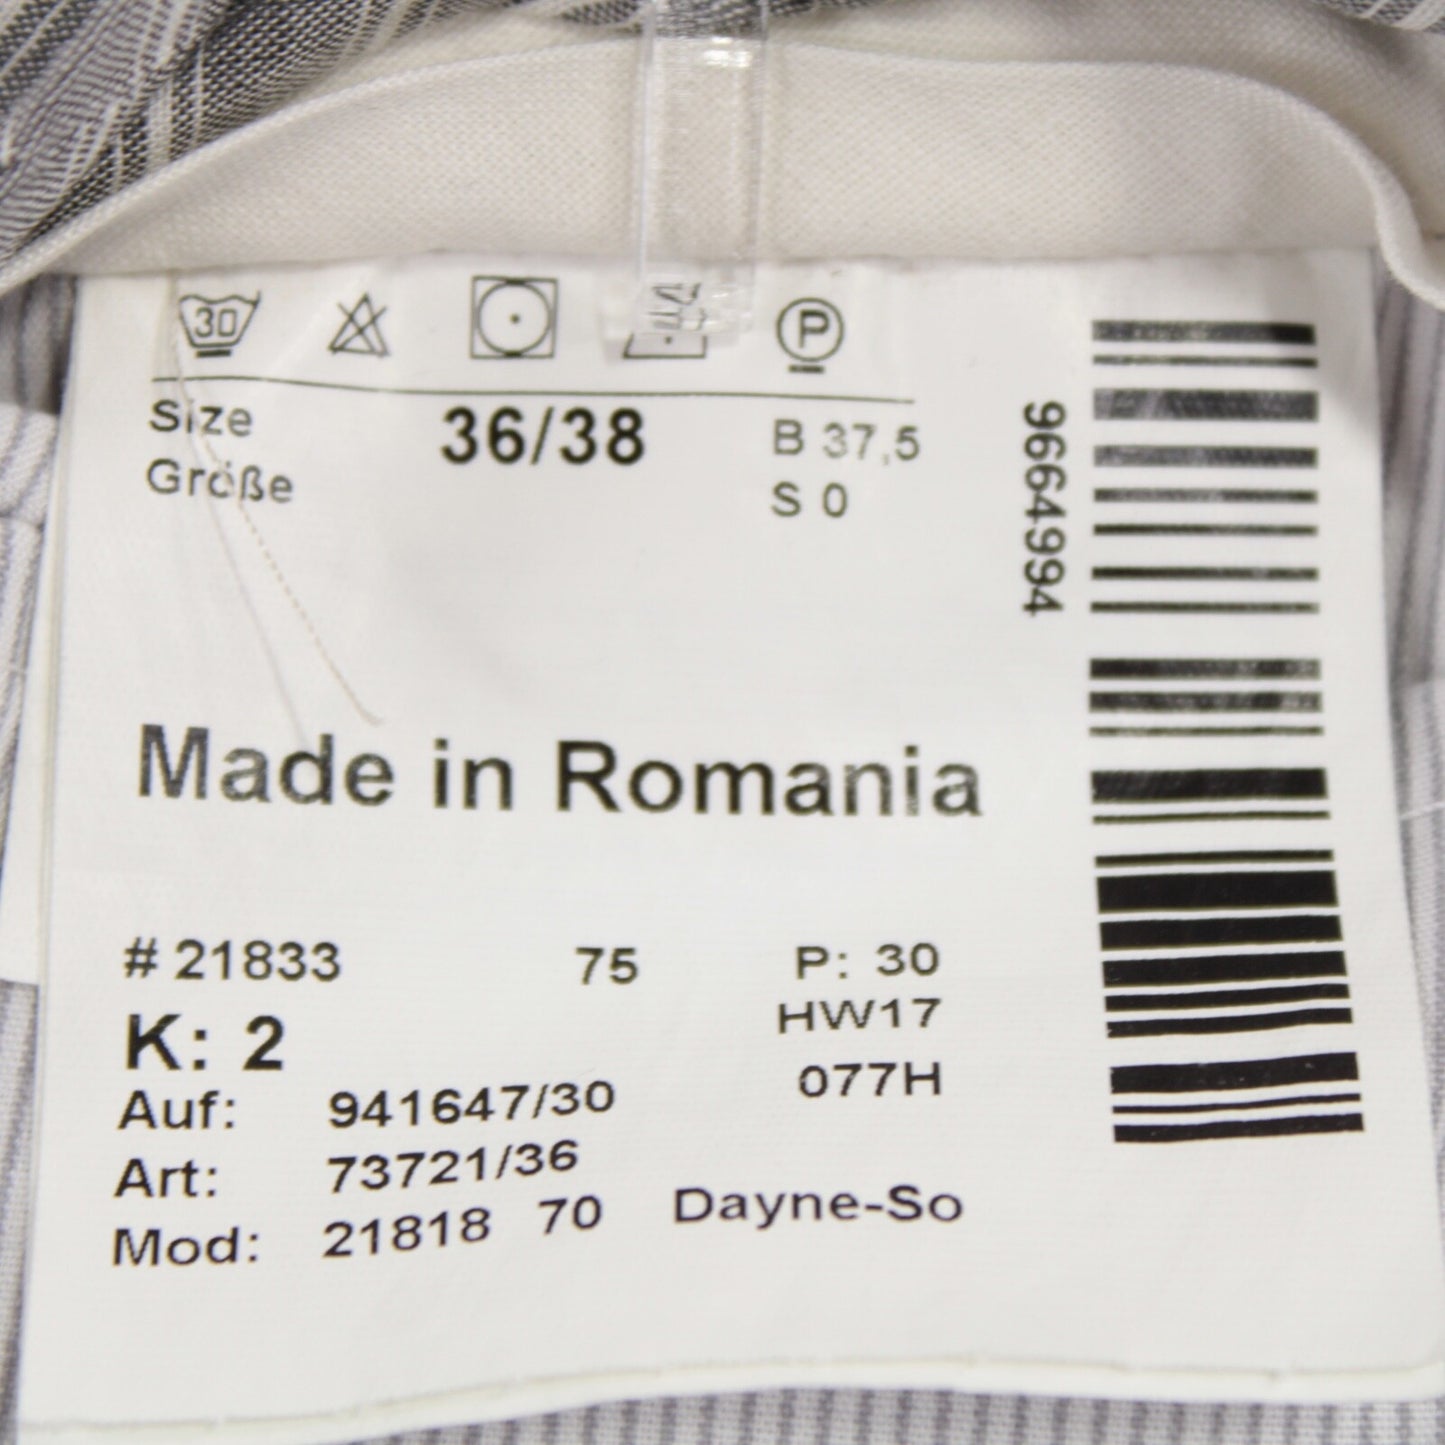 30 P
Size 36/38 B 37,5
Größe S 0
9664994
Made in Romania
# 21833 75 P: 30
K: 2 HW17
Auf: 941647/30 077H
Art: 73721/36
Mod: 21818 70 Dayne-So